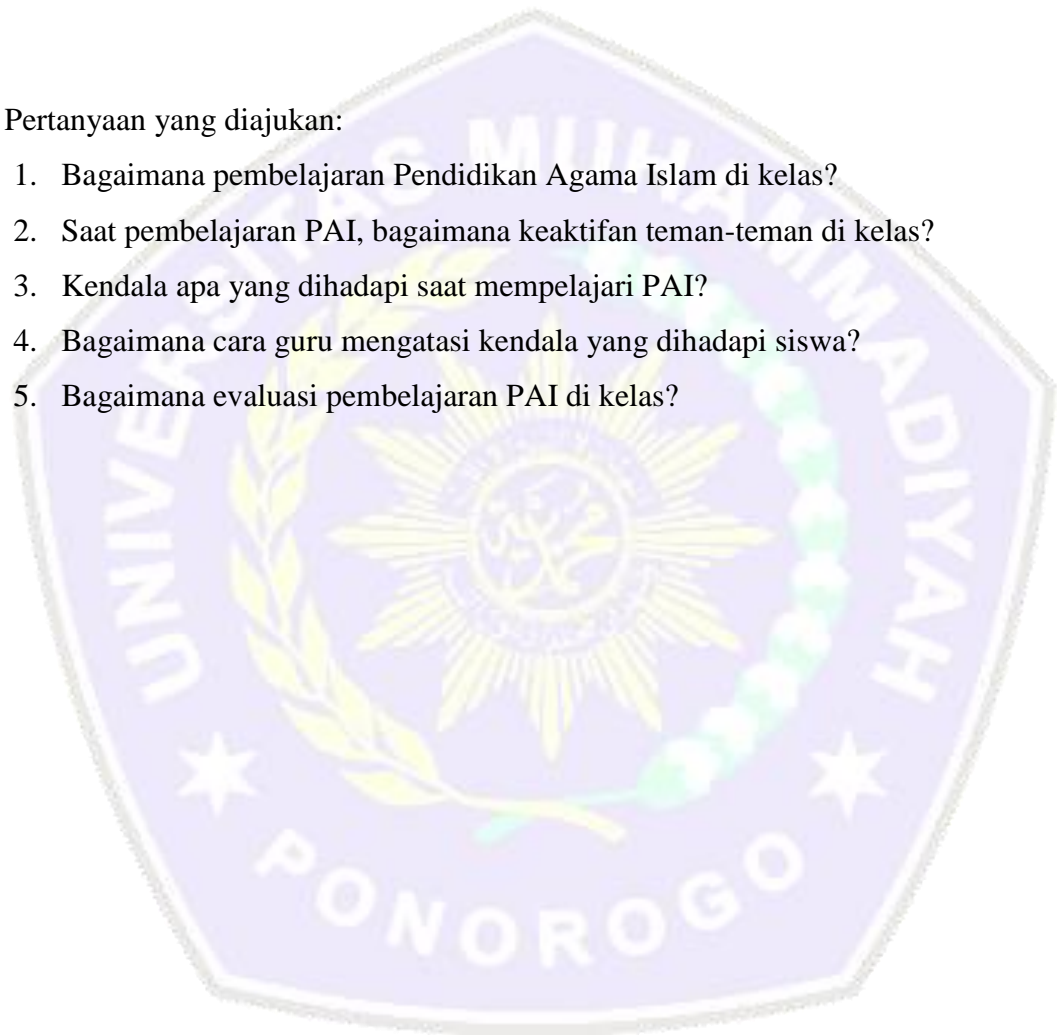 Pertanyaan yang diajukan:
1. Bagaimana pembelajaran Pendidikan Agama Islam di kelas?
2. Saat pembelajaran PAI, bagaimana keaktifan teman-teman di kelas?
3. Kendala apa yang dihadapi saat mempelajari PAI?
4. Bagaimana cara guru mengatasi kendala yang dihadapi siswa?
5. Bagaimana evaluasi pembelajaran PAI di kelas?
UNIVERSITAS MUHAMMADIYAH
PONOROGO